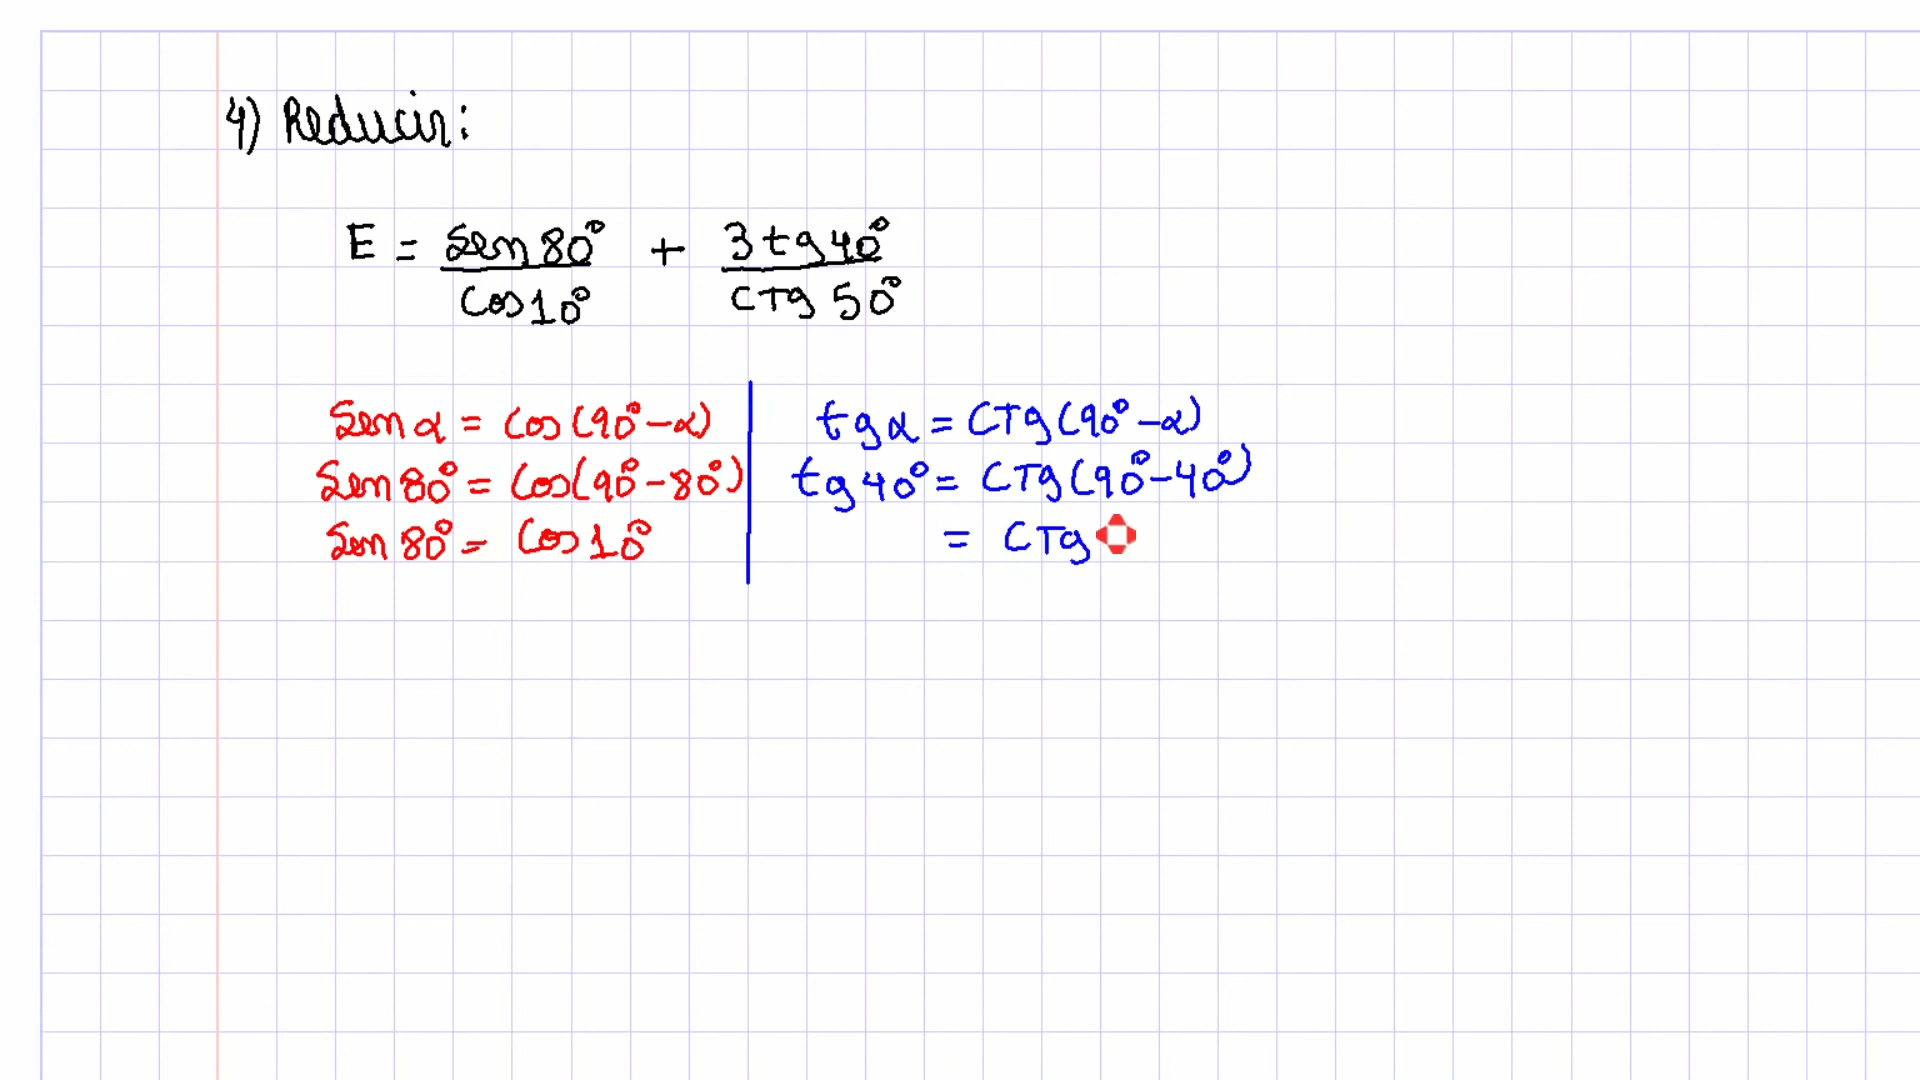 4) Reducir:
E = Sen 80° + 3 tg 40°
Cos 10° CTg 50°
Sen α = Cos (90° - α) tg α = CTg (90° - α)
Sen 80° = Cos (90° - 80°) tg 40° = CTg (90° - 40°)
Sen 80° = Cos 10° = CTg